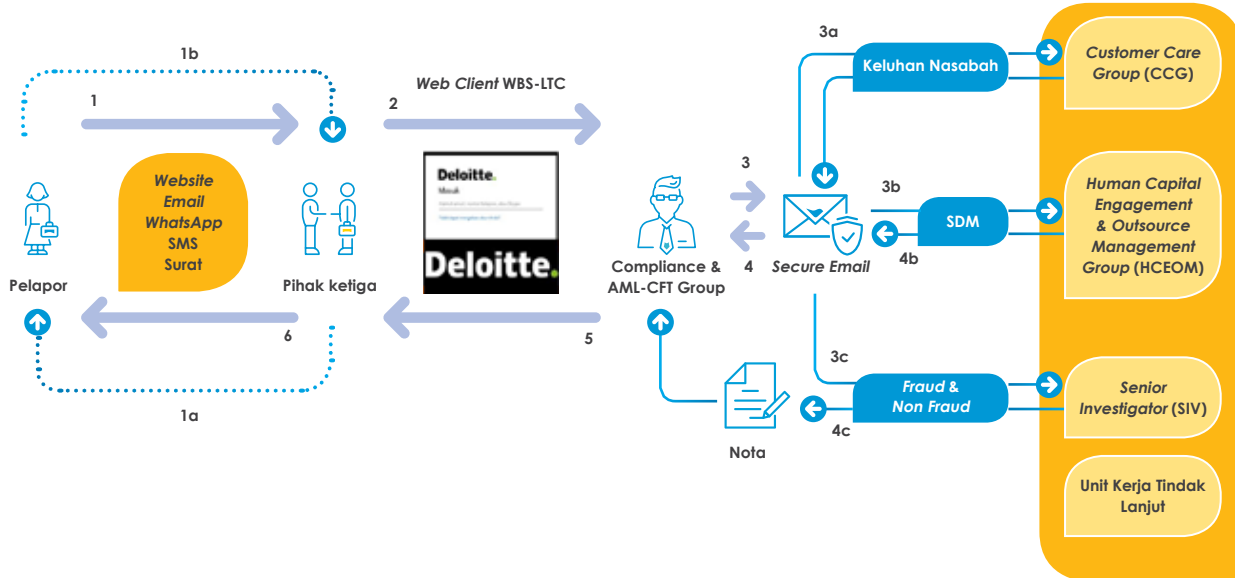 1b
1
Website
Email
WhatsApp
SMS
Surat
Pelapor
Pihak ketiga
6
1a
2
Web Client WBS-LTC
Deloitte.
Masuk
Deloitte.
5
Compliance &
AML-CFT Group
3
4
Secure Email
Nota
3a
Keluhan Nasabah
3b
SDM
4b
3c
Fraud &
Non Fraud
4c
Customer Care
Group (CCG)
Human Capital
Engagement
& Outsource
Management
Group (HCEOM)
Senior
Investigator (SIV)
Unit Kerja Tindak
Lanjut